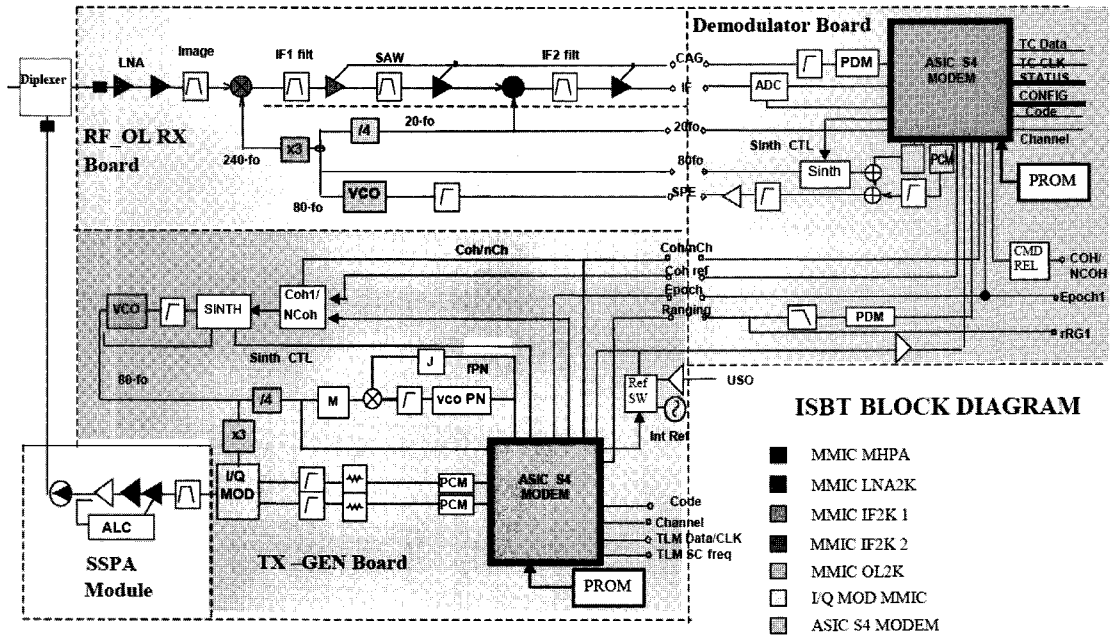 Demodulator Board
Diplexer
LNA
Image
IF1 filt
SAW
IF2 filt
CAG
IF
PDM
ADC
ASIC S4
MODEM
TC Data
TC CLK
STATUS
CONFIG
Code
Channel
RF_OL RX
Board
/4
20-fo
x3
240-fo
VCO
80-fo
20fo
80fo
SPE
Sinth CTL
Sinth
PCM
PROM
Coh/nCh
Coh/nCh
Coh ref
Epoch
Ranging
CMD
REL
COH/
NCOH
Epoch1
PDM
rRG1
VCO
SINTH
Coh1/
NCoh
Sinth CTL
80-fo
J
fPN
/4
M
vco PN
Ref
SW
USO
Int Ref
x3
I/Q
MOD
PCM
PCM
ASIC S4
MODEM
Code
Channel
TLM Data/CLK
TLM SC freq
PROM
ALC
SSPA
Module
TX –GEN Board
ISBT BLOCK DIAGRAM
MMIC MHPA
MMIC LNA2K
MMIC IF2K 1
MMIC IF2K 2
MMIC OL2K
I/Q MOD MMIC
ASIC S4 MODEM